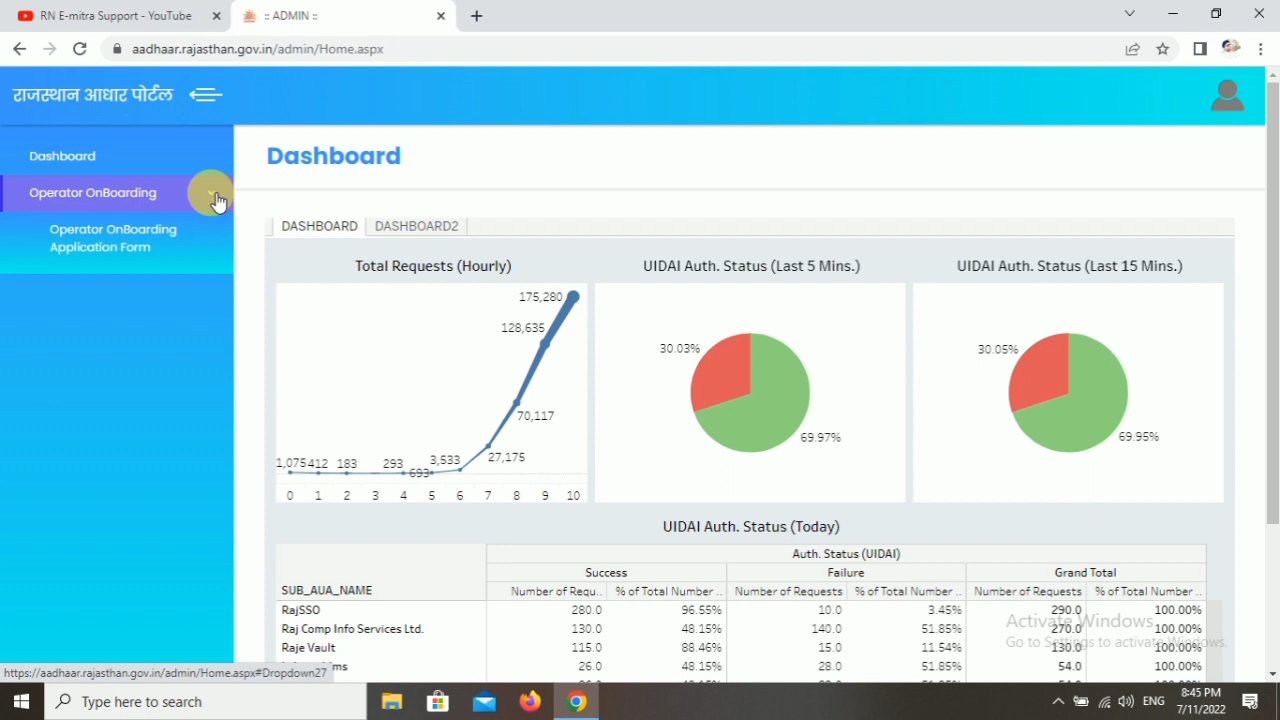 RN E-mitra Support - YouTube
:: ADMIN ::
aadhaar.rajasthan.gov.in/admin/Home.aspx
राजस्थान आधार पोर्टल
Dashboard
Operator OnBoarding
Operator OnBoarding
Application Form
Dashboard
DASHBOARD DASHBOARD2
Total Requests (Hourly)
175,280
128,635
70,117
27,175
1,075 412 183 293 693 3,533
0 1 2 3 4 5 6 7 8 9 10
UIDAI Auth. Status (Last 5 Mins.)
30.03%
69.97%
UIDAI Auth. Status (Last 15 Mins.)
30.05%
69.95%
UIDAI Auth. Status (Today)
Auth. Status (UIDAI)
Success Failure Grand Total
SUB_AUA_NAME Number of Requ.. % of Total Number .. Number of Requests % of Total Number .. Number of Requests % of Total Number ..
RajSSO 280.0 96.55% 10.0 3.45% 290.0 100.00%
Raj Comp Info Services Ltd. 130.0 48.15% 140.0 51.85% 270.0 100.00%
Raje Vault 115.0 88.46% 15.0 11.54% 130.0 100.00%
26.0 48.15% 28.0 51.85% 54.0 100.00%
Activate Windows
Go to Settings to activate Windows.
https://aadhaar.rajasthan.gov.in/admin/Home.aspx#Dropdown27
Type here to search
ENG
8:45 PM
7/11/2022